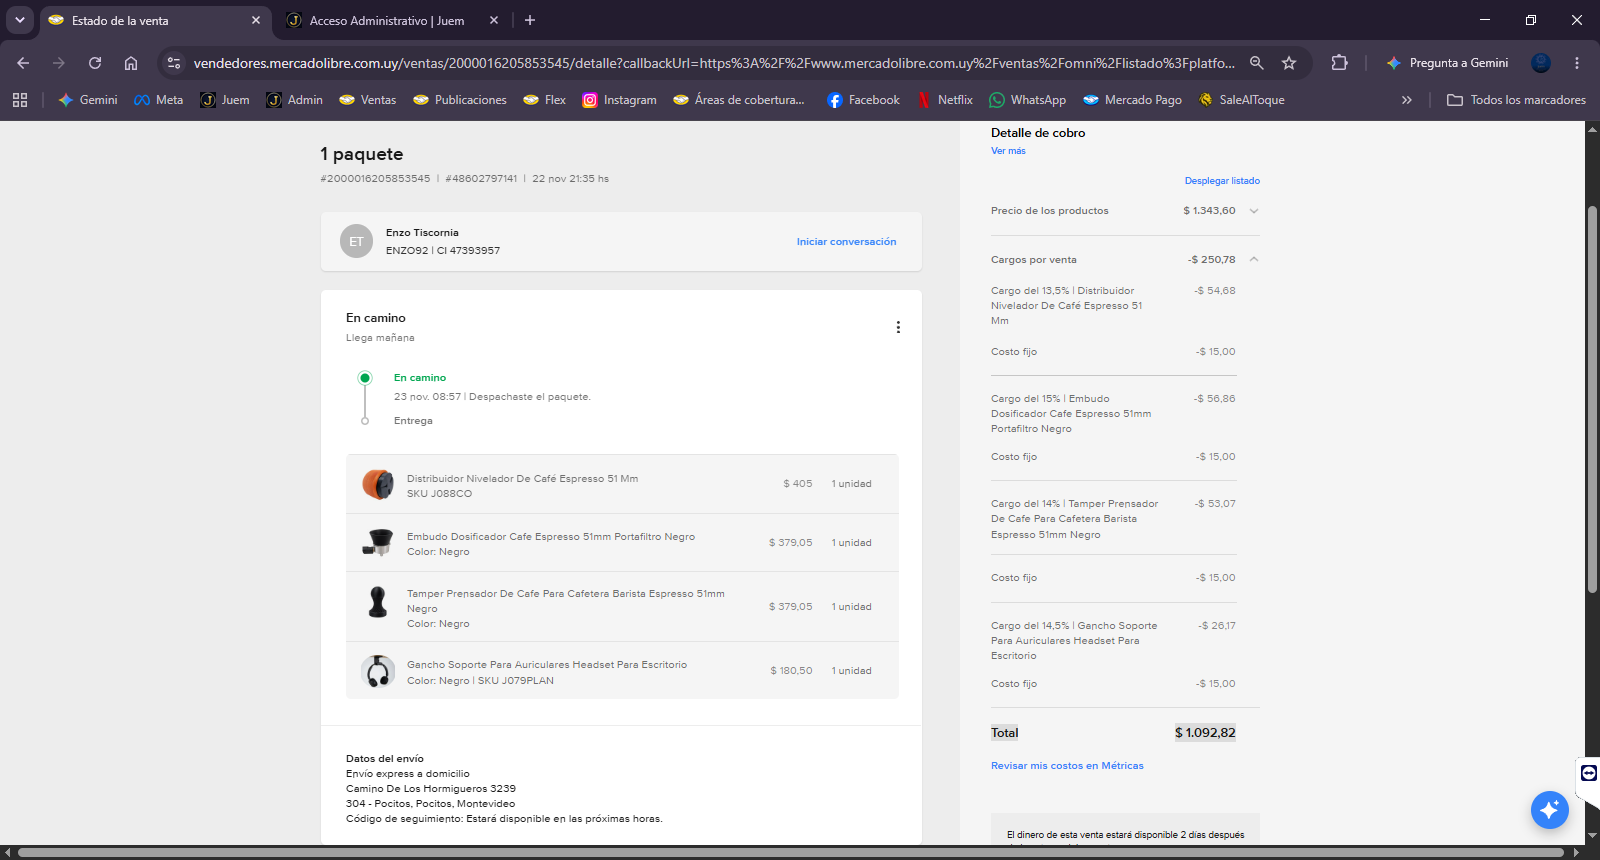 Estado de la venta
Acceso Administrativo | Juem
vendedores.mercadolibre.com.uy/ventas/2000016205853545/detalle?callbackUrl=https%3A%2F%2Fwww.mercadolibre.com.uy%2Fventas%2Fomni%2Flistado%3Fplatfo...
Pregunta a Gemini
Gemini
Meta
Juem
Admin
Ventas
Publicaciones
Flex
Instagram
Áreas de cobertura...
Facebook
Netflix
WhatsApp
Mercado Pago
SaleAlToque
Todos los marcadores
1 paquete
#2000016205853545 | #48602797141 | 22 nov 21:35 hs
ET
Enzo Tiscornia
ENZO92 | CI 47393957
Iniciar conversación
En camino
Llega mañana
En camino
23 nov. 08:57 | Despachaste el paquete.
Entrega
Distribuidor Nivelador De Café Espresso 51 Mm
SKU J088CO
$ 405 1 unidad
Embudo Dosificador Cafe Espresso 51mm Portafiltro Negro
Color: Negro
$ 379,05 1 unidad
Tamper Prensador De Cafe Para Cafetera Barista Espresso 51mm
Negro
Color: Negro
$ 379,05 1 unidad
Gancho Soporte Para Auriculares Headset Para Escritorio
Color: Negro | SKU J079PLAN
$ 180,50 1 unidad
Datos del envío
Envío express a domicilio
Camino De Los Hormigueros 3239
304 - Pocitos, Pocitos, Montevideo
Código de seguimiento: Estará disponible en las próximas horas.
Detalle de cobro
Ver más
Desplegar listado
Precio de los productos $ 1.343,60
Cargos por venta -$ 250,78
Cargo del 13,5% | Distribuidor -$ 54,68
Nivelador De Café Espresso 51
Mm
Costo fijo -$ 15,00
Cargo del 15% | Embudo -$ 56,86
Dosificador Cafe Espresso 51mm
Portafiltro Negro
Costo fijo -$ 15,00
Cargo del 14% | Tamper Prensador -$ 53,07
De Cafe Para Cafetera Barista
Espresso 51mm Negro
Costo fijo -$ 15,00
Cargo del 14,5% | Gancho Soporte -$ 26,17
Para Auriculares Headset Para
Escritorio
Costo fijo -$ 15,00
Total $ 1.092,82
Revisar mis costos en Métricas
El dinero de esta venta estará disponible 2 días después